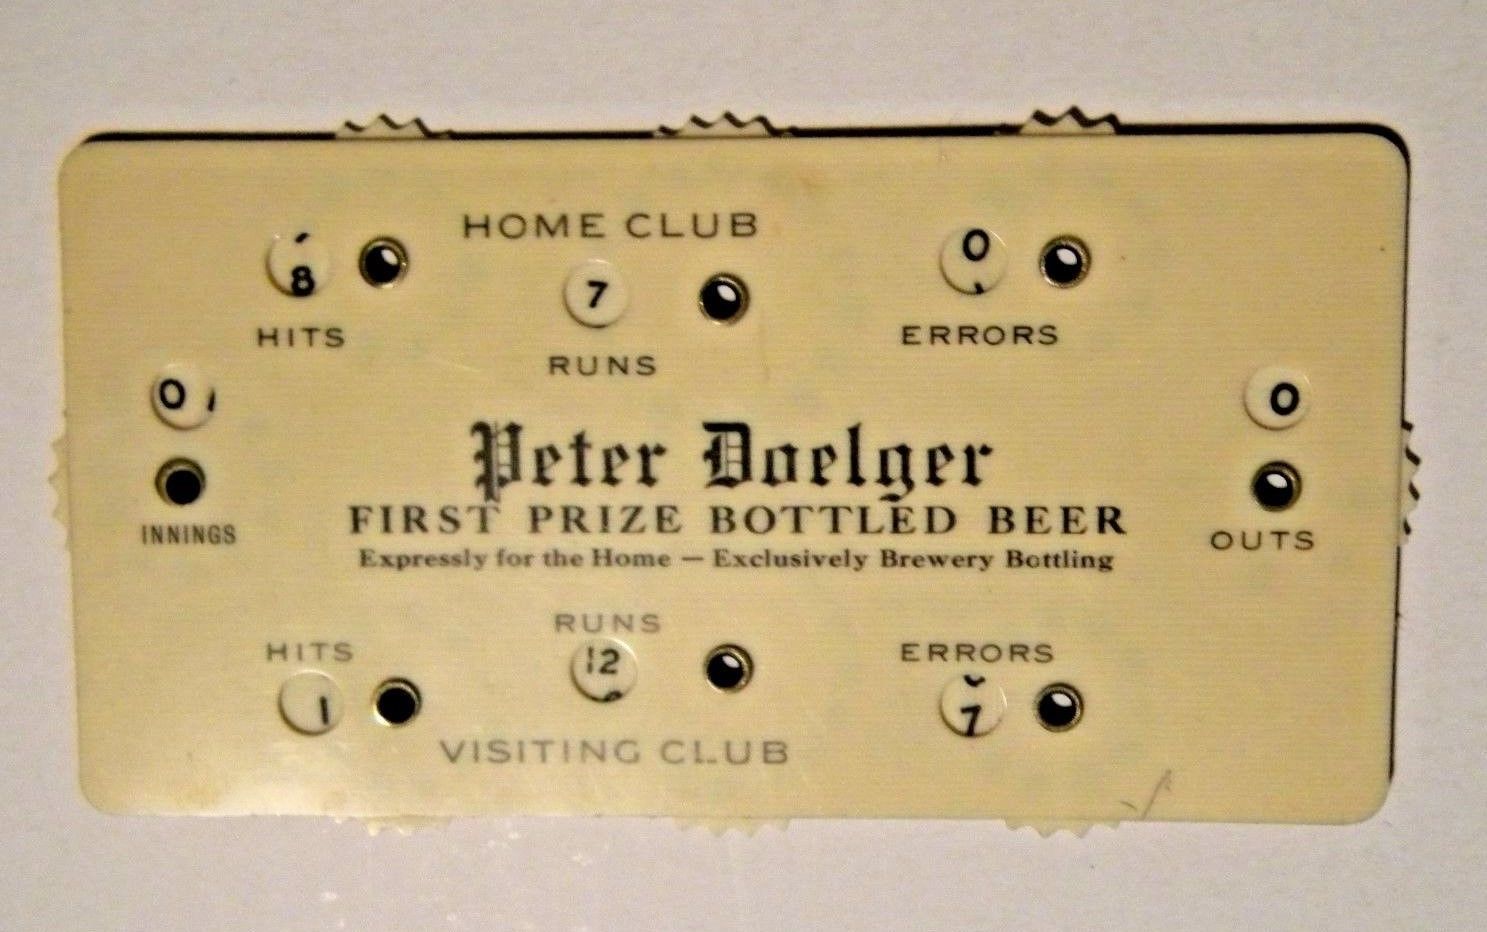 HOME CLUB
8
7
0
HITS
RUNS
ERRORS
0
0
INNINGS
OUTS
Peter Doelger
FIRST PRIZE BOTTLED BEER
Expressly for the Home — Exclusively Brewery Bottling
HITS
RUNS
ERRORS
1
12
7
VISITING CLUB